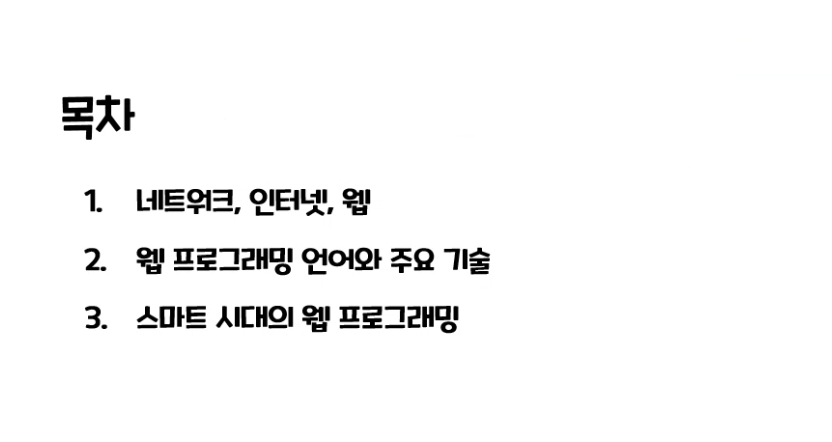 목차
1. 네트워크, 인터넷, 웹
2. 웹 프로그래밍 언어와 주요 기술
3. 스마트 시대의 웹 프로그래밍